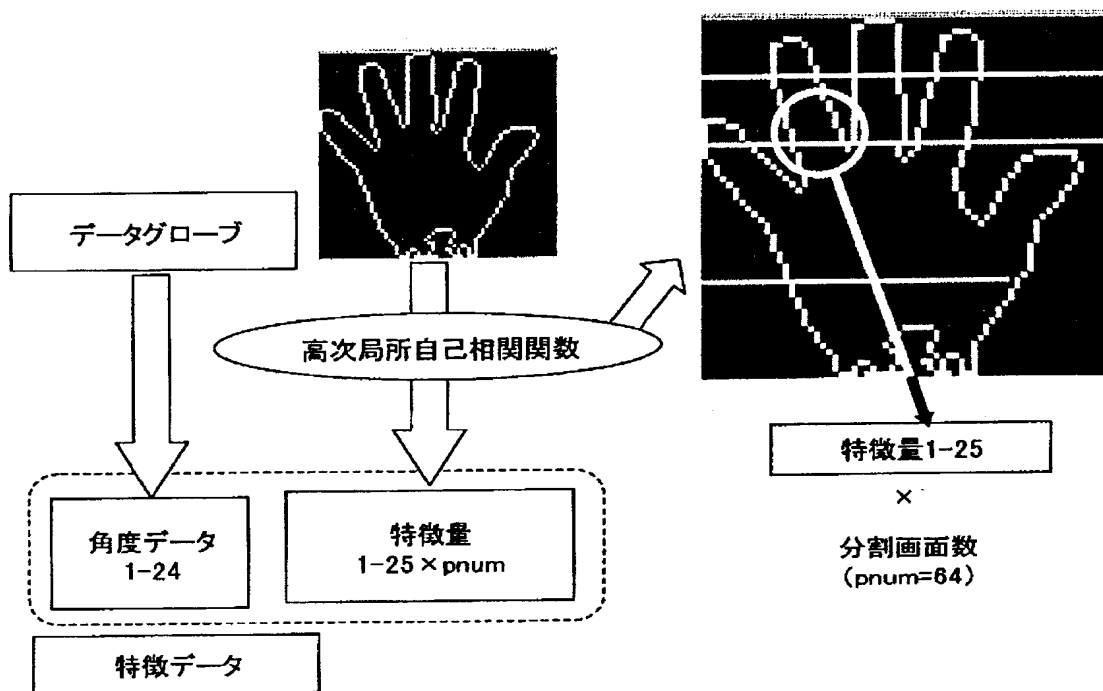 データグローブ
高次局所自己相関関数
特徴量1-25
×
分割画面数
(pnum=64)
角度データ
1-24
特徴量
1-25×pnum
特徴データ